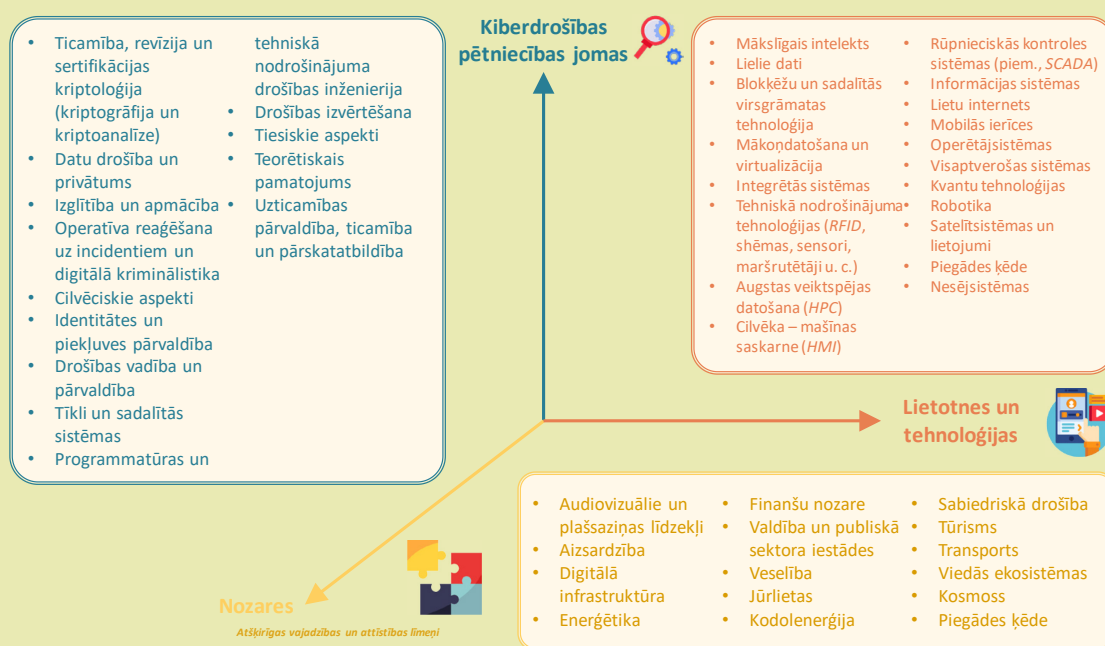 Kiberdrošības
pētniecības jomas
Ticamība, revīzija un
sertifikācijas
kriptoloģija
(kriptogrāfija un
kriptoanalīze)
Datu drošība un
privātums
Izglītība un apmācība
Operatīva reaģēšana
uz incidentiem un
digitālā kriminālistika
Cilvēciskie aspekti
Identitātes un
piekļuves pārvaldība
Drošības vadība un
pārvaldība
Tīkli un sadalītās
sistēmas
Programmatūras un
tehniskā
nodrošinājuma
drošības inženierija
Drošības izvērtēšana
Tiesiskie aspekti
Teorētiskais
pamatojums
Uzticamības
pārvaldība, ticamība
un pārskatatbildība
Mākslīgais intelekts
Lielie dati
Blokķēžu un sadalītās
virsgrāmatas
tehnoloģija
Mākoņdatošana un
virtualizācija
Integrētās sistēmas
Tehniskā nodrošinājuma
tehnoloģijas (RFID,
shēmas, sensori,
maršrutētāji u. c.)
Augstas veiktspējas
datošana (HPC)
Cilvēka – mašīnas
saskarne (HMI)
Rūpnieciskās kontroles
sistēmas (piem., SCADA)
Informācijas sistēmas
Lietu internets
Mobilās ierīces
Operētājsistēmas
Visaptverošas sistēmas
Kvantu tehnoloģijas
Robotika
Satelītsistēmas un
lietojumi
Piegādes ķēde
Nesējsistēmas
Lietotnes un
tehnoloģijas
Nozares
Atšķirīgas vajadzības un attīstības līmeņi
Audiovizuālie un
plašsaziņas līdzekļi
Aizsardzība
Digitālā
infrastruktūra
Enerģētika
Finanšu nozare
Valdība un publiskā
sektora iestādes
Veselība
Jūrlietas
Kodolenerģija
Sabiedriskā drošība
Tūrisms
Transports
Viedās ekosistēmas
Kosmoss
Piegādes ķēde